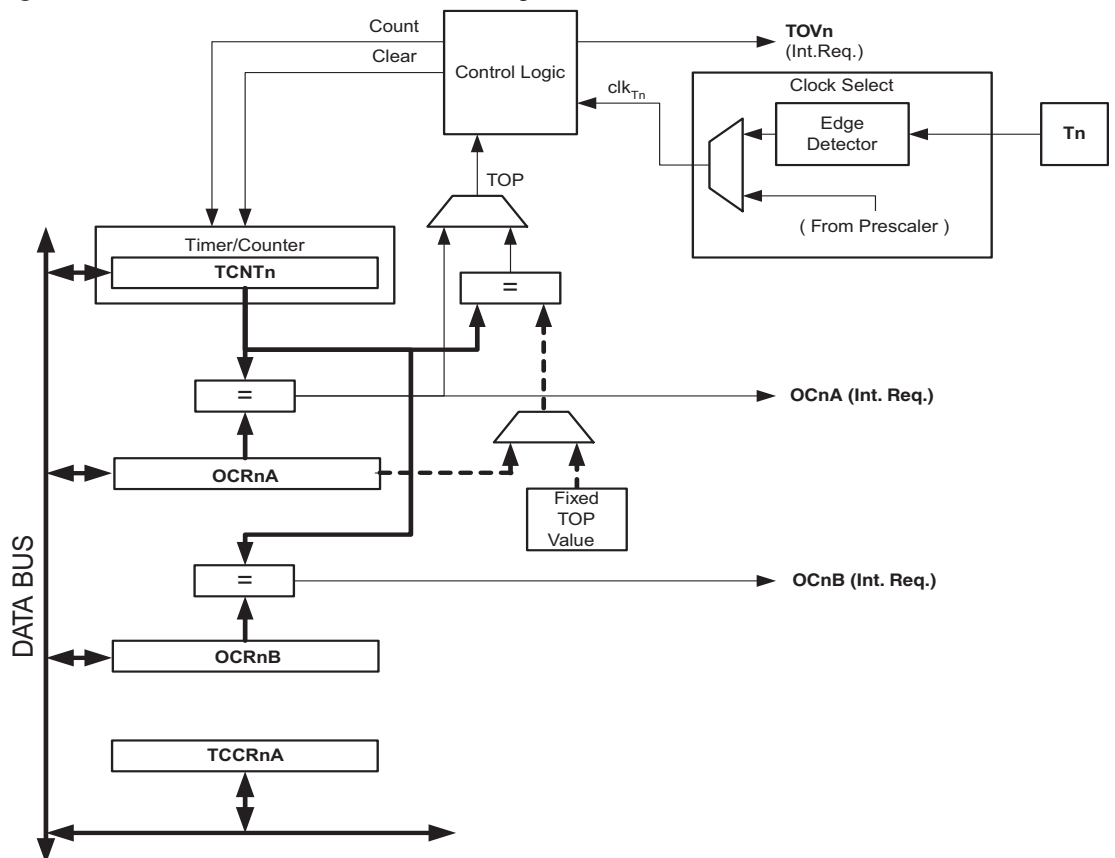 Count
Clear
Control Logic
TOVn
(Int.Req.)
clkTn
Clock Select
Edge
Detector
Tn
( From Prescaler )
TOP
Timer/Counter
TCNTn
=
=
OCnA (Int. Req.)
OCRnA
Fixed
TOP
Value
=
OCnB (Int. Req.)
OCRnB
TCCRnA
DATA BUS